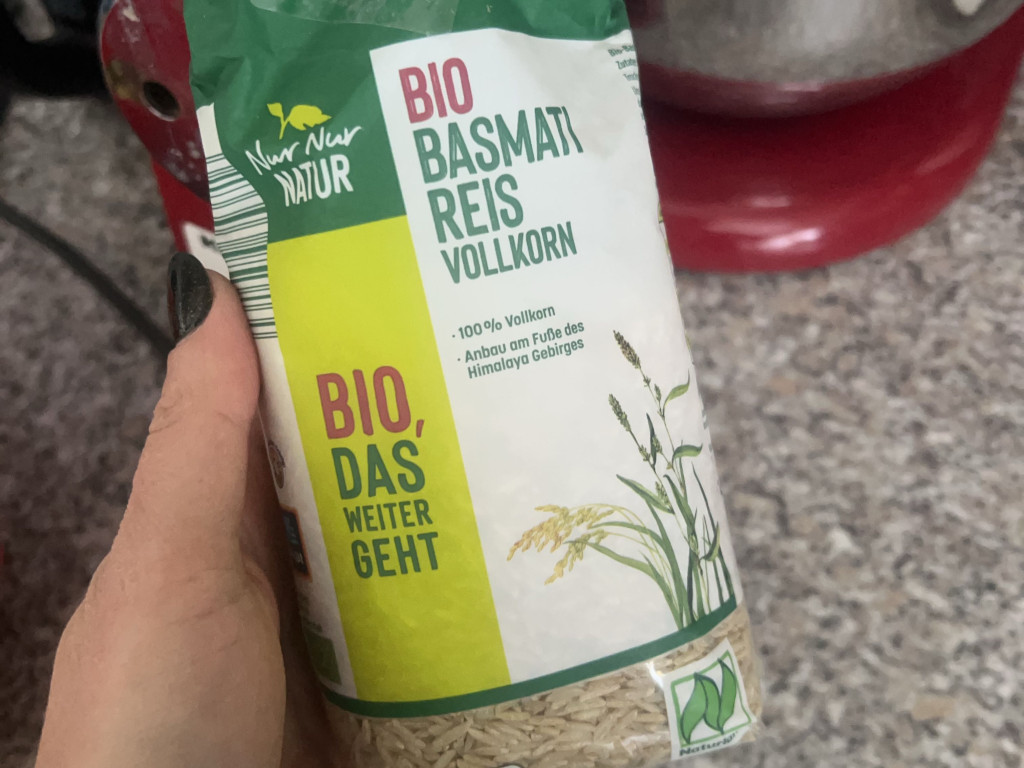 Nur Nur
NATUR
BIO
BASMATI
REIS
VOLLKORN
· 100% Vollkorn
· Anbau am Fuße des
Himalaya Gebirges
BIO,
DAS
WEITER
GEHT